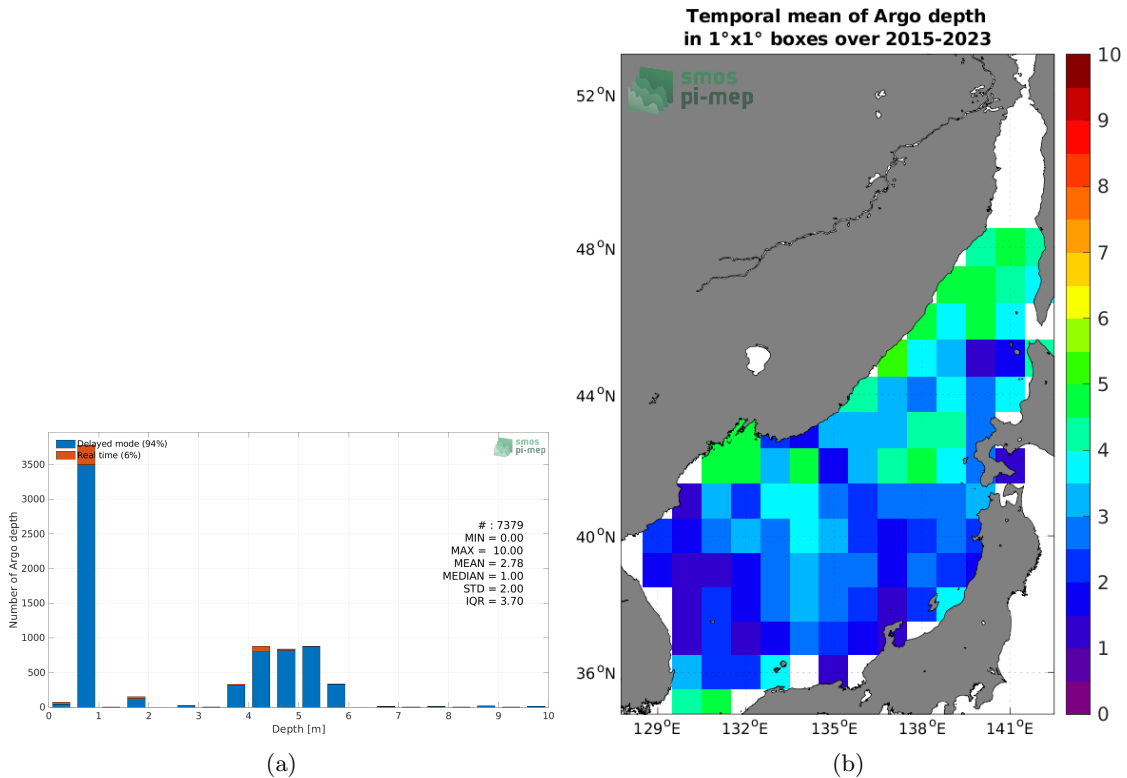 Temporal mean of Argo depth
in 1°x1° boxes over 2015-2023
smos
pi-mep
52°N
48°N
44°N
40°N
36°N
129°E
132°E
135°E
138°E
141°E
10
9
8
7
6
5
4
3
2
1
0
Delayed mode (94%)
Real time (6%)
smos
pi-mep
# : 7379
MIN = 0.00
MAX = 10.00
MEAN = 2.78
MEDIAN = 1.00
STD = 2.00
IQR = 3.70
Number of Argo depth
3500
3000
2500
2000
1500
1000
500
0
0
1
2
3
4
5
6
7
8
9
10
Depth [m]
(a)
(b)